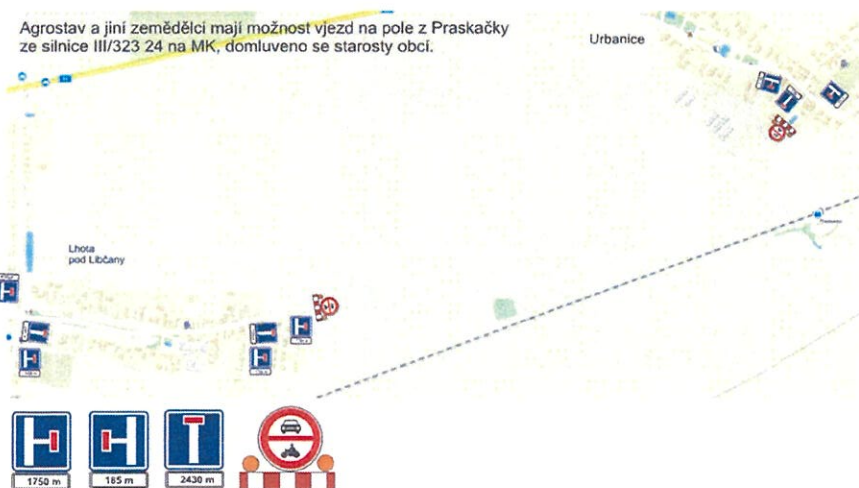 Agrostav a jiní zemědělci mají možnost vjezd na pole z Praskačky
ze silnice III/323 24 na MK, domluveno se starosty obcí.
Urbanice
Lhota
pod Libčany
1750 m
185 m
2430 m